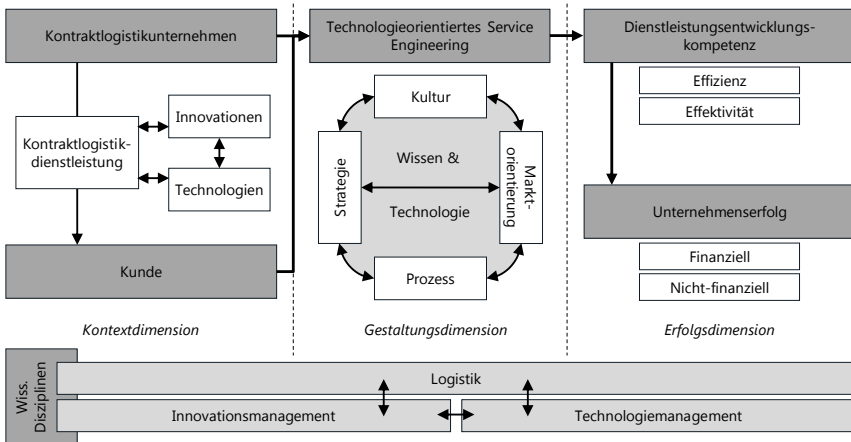 Kontraktlogistikunternehmen
Technologieorientiertes Service
Engineering
Dienstleistungsentwicklungs-
kompetenz
Kontraktlogistik-
dienstleistung
Innovationen
Technologien
Kunde
Kultur
Strategie
Wissen &
Technologie
Markt-
orientierung
Prozess
Effizienz
Effektivität
Unternehmenserfolg
Finanziell
Nicht-finanziell
Kontextdimension
Gestaltungsdimension
Erfolgsdimension
Wiss.
Disziplinen
Logistik
Innovationsmanagement
Technologiemanagement